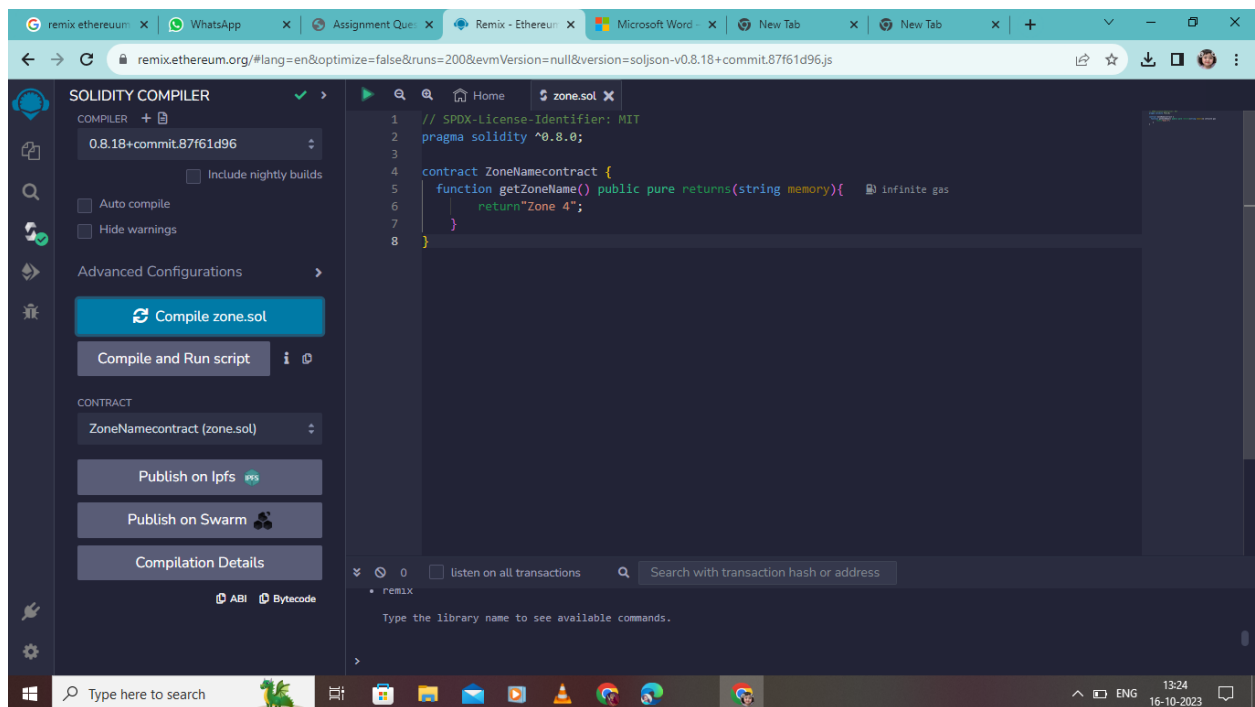 remix ethereuum
WhatsApp
Assignment Ques
Remix - Ethereun
Microsoft Word -
New Tab
New Tab
remix.ethereum.org/#lang=en&optimize=false&runs=200&evmVersion=null&version=soljson-v0.8.18+commit.87f61d96.js
SOLIDITY COMPILER
COMPILER
0.8.18+commit.87f61d96
Include nightly builds
Auto compile
Hide warnings
Advanced Configurations
Compile zone.sol
Compile and Run script
CONTRACT
ZoneNamecontract (zone.sol)
Publish on Ipfs
IPFS
Publish on Swarm
Compilation Details
ABI Bytecode
Home
zone.sol
1 // SPDX-License-Identifier: MIT
2 pragma solidity ^0.8.0;
3
4 contract ZoneNamecontract {
5 function getZoneName() public pure returns(string memory){ infinite gas
6 return"Zone 4";
7 }
8 }
0 listen on all transactions Search with transaction hash or address
• remix
Type the library name to see available commands.
>
Type here to search
ENG
13:24
16-10-2023